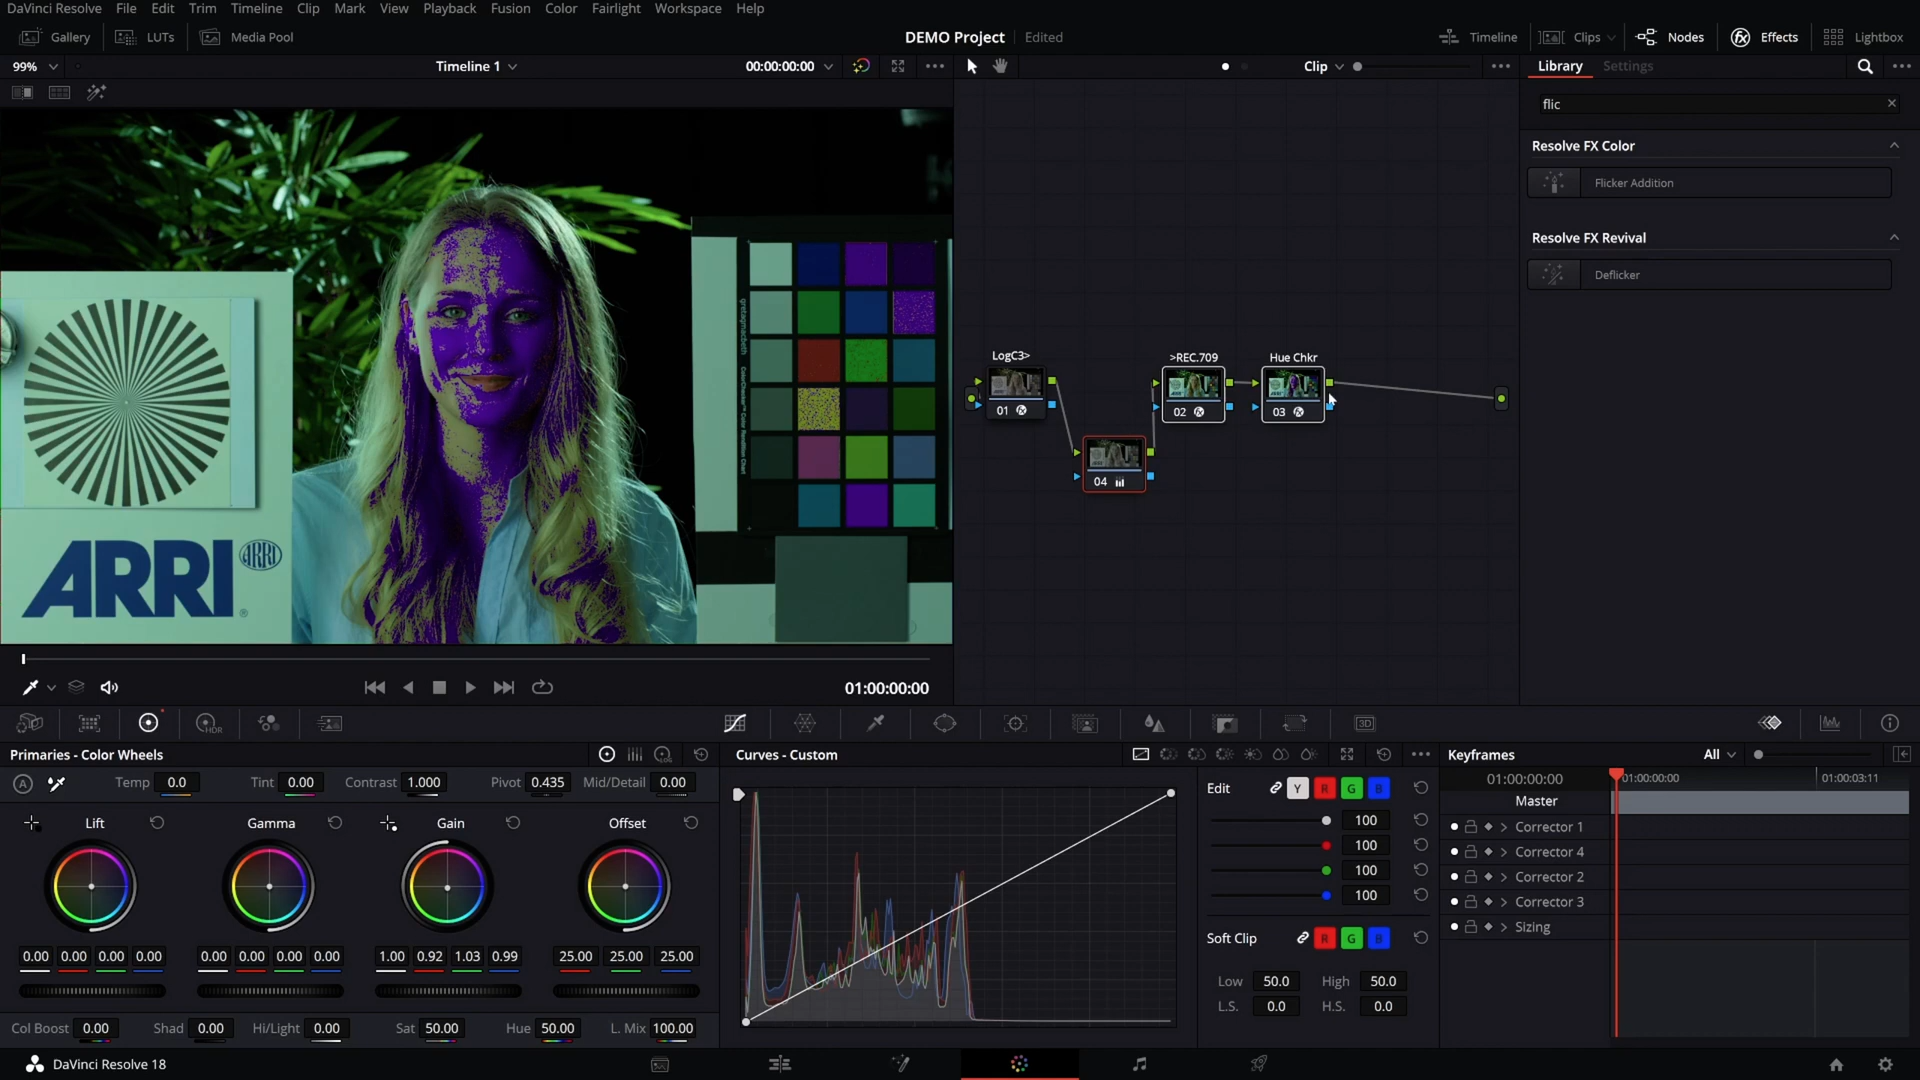 DaVinci Resolve File Edit Trim Timeline Clip Mark View Playback Fusion Color Fairlight Workspace Help
Gallery LUTs Media Pool DEMO Project Edited Timeline Clips Nodes Effects Lightbox
99% Timeline 1 00:00:00:00 Clip Library Settings
flic
Resolve FX Color
Flicker Addition
Resolve FX Revival
Deflicker
LogC3> >REC.709 Hue Chkr
01 02 03
04
gretagmacbeth
ColorChecker Color Rendition Chart
ARRI ARRI
01:00:00:00
HDR 3D
Primaries - Color Wheels LOG Curves - Custom Keyframes All
A Temp 0.0 Tint 0.00 Contrast 1.000 Pivot 0.435 Mid/Detail 0.00 Edit Y R G B 01:00:00:00 01:00:00:00 01:00:03:11
Master
Lift Gamma Gain Offset 100 Corrector 1
100 Corrector 4
100 Corrector 2
100 Corrector 3
Soft Clip R G B Sizing
0.00 0.00 0.00 0.00 0.00 0.00 0.00 0.00 1.00 0.92 1.03 0.99 25.00 25.00 25.00
Low 50.0 High 50.0
L.S. 0.0 H.S. 0.0
Col Boost 0.00 Shad 0.00 Hi/Light 0.00 Sat 50.00 Hue 50.00 L. Mix 100.00
DaVinci Resolve 18